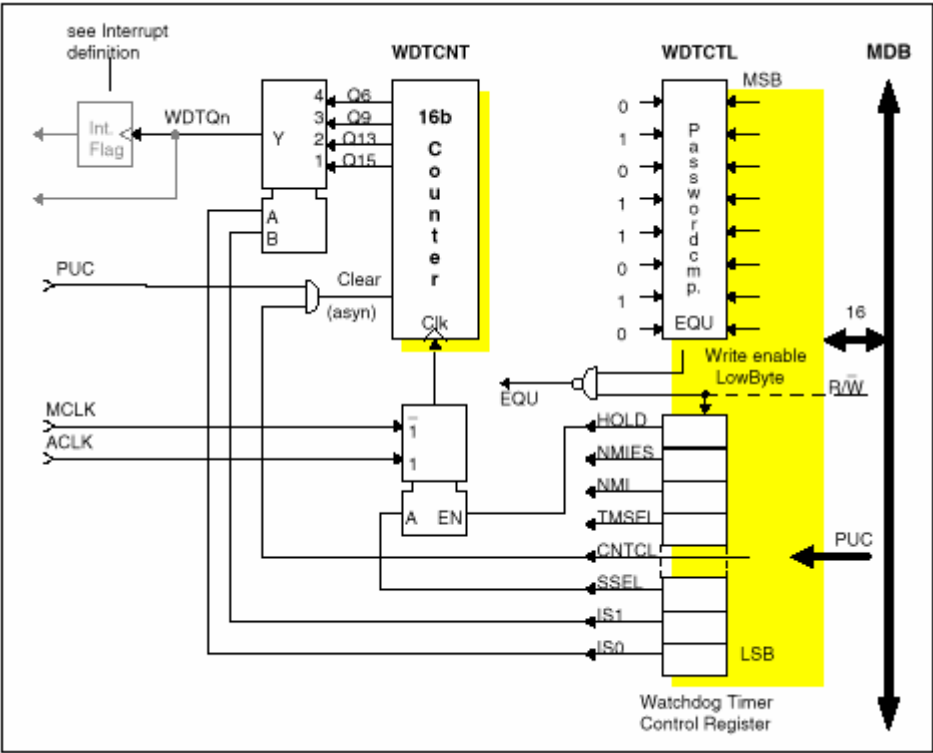 see Interrupt
definition
WDTCNT
WDTCTL
MDB
MSB
Int.
Flag
WDTQn
Y
4 Q6
3 Q9
2 Q13
1 Q15
16b
Counter
Clk
A
B
0
1
0
1
1
0
1
0
Passwordcmp.
EQU
PUC
Clear
(asyn)
16
Write enable
LowByte
R/W̅
EQU
MCLK
ACLK
1̅
1
A EN
HOLD
NMIES
NMI
TMSEL
CNTCL
SSEL
IS1
IS0
PUC
LSB
Watchdog Timer
Control Register